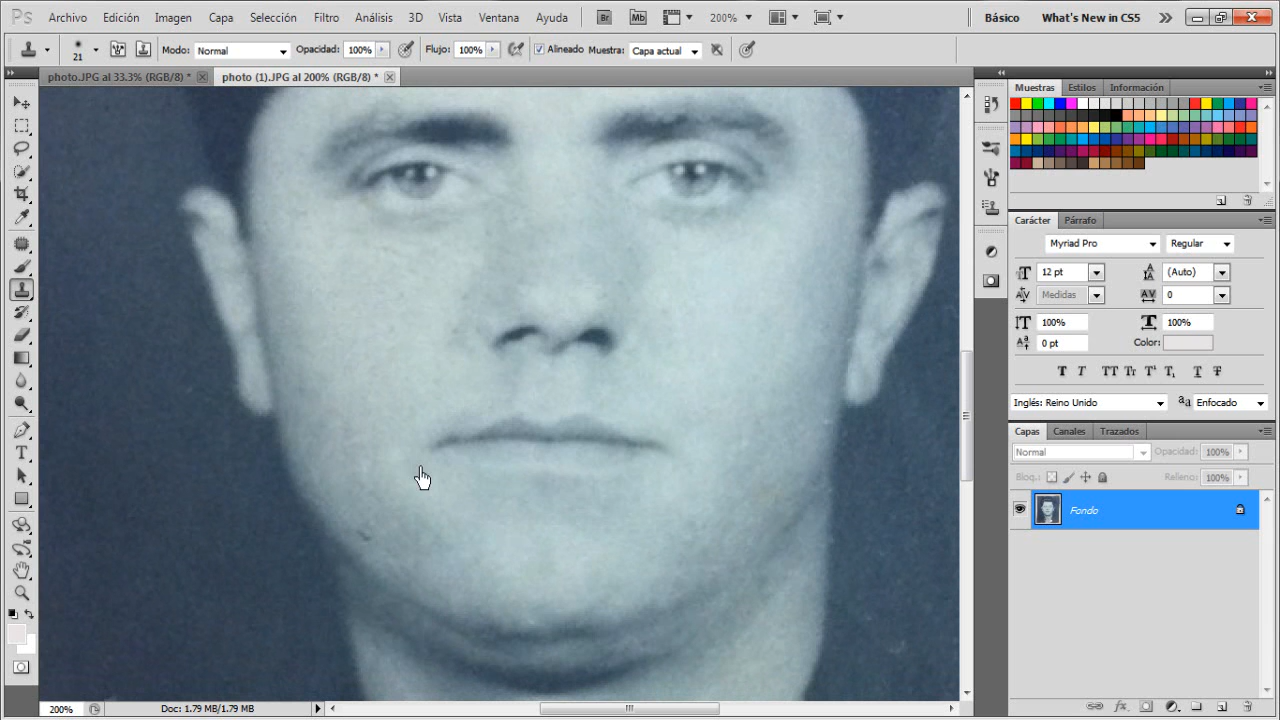 Ps Archivo Edición Imagen Capa Selección Filtro Análisis 3D Vista Ventana Ayuda Br Mb 200% Básico What's New in CS5
21 Modo: Normal Opacidad: 100% Flujo: 100% Alineado Muestra: Capa actual
photo.JPG al 33.3% (RGB/8) * photo (1).JPG al 200% (RGB/8) *
Muestras Estilos Información
Carácter Párrafo
Myriad Pro Regular
12 pt (Auto)
Medidas 0
100% 100%
0 pt Color:
T T TT Tr T¹ T₁ T T
Inglés: Reino Unido aa Enfocado
Capas Canales Trazados
Normal Opacidad: 100%
Bloq.: Relleno: 100%
Fondo
200% Doc: 1.79 MB/1.79 MB